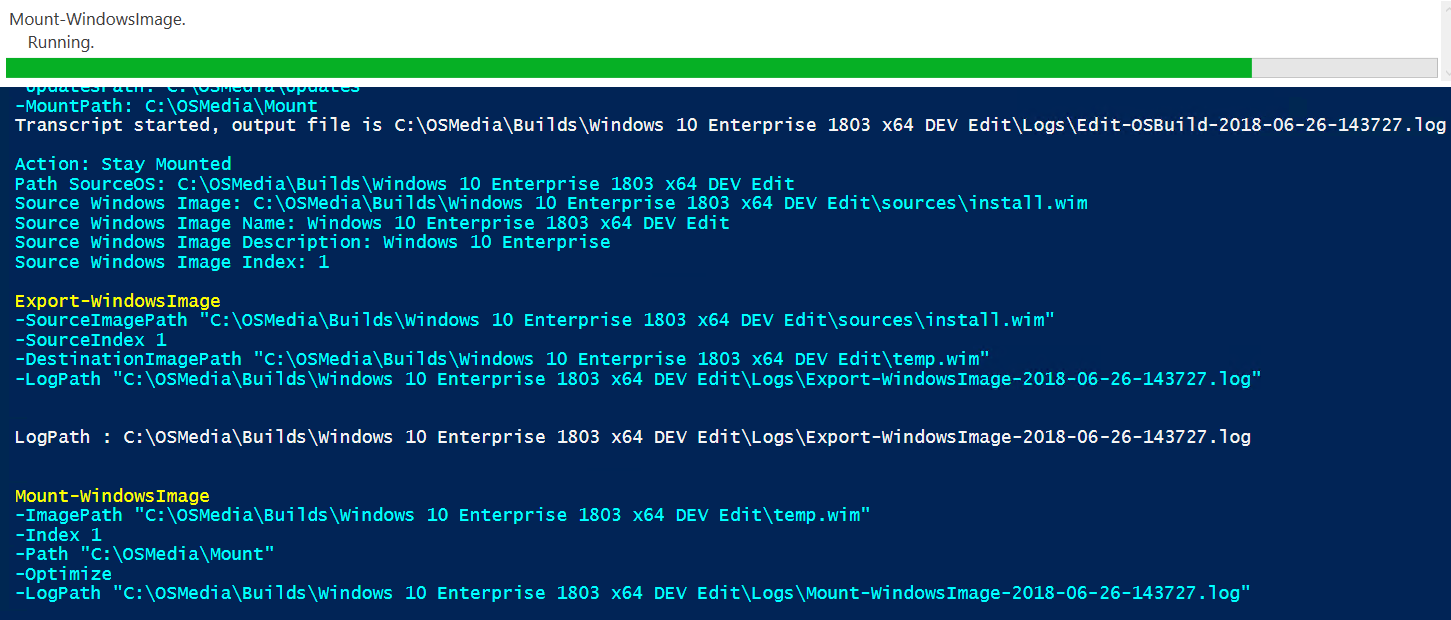 Mount-WindowsImage.
Running.
-UpdatesPath: C:\OSMedia\Updates
-MountPath: C:\OSMedia\Mount
Transcript started, output file is C:\OSMedia\Builds\Windows 10 Enterprise 1803 x64 DEV Edit\Logs\Edit-OSBuild-2018-06-26-143727.log
Action: Stay Mounted
Path SourceOS: C:\OSMedia\Builds\Windows 10 Enterprise 1803 x64 DEV Edit
Source Windows Image: C:\OSMedia\Builds\Windows 10 Enterprise 1803 x64 DEV Edit\sources\install.wim
Source Windows Image Name: Windows 10 Enterprise 1803 x64 DEV Edit
Source Windows Image Description: Windows 10 Enterprise
Source Windows Image Index: 1
Export-WindowsImage
-SourceImagePath "C:\OSMedia\Builds\Windows 10 Enterprise 1803 x64 DEV Edit\sources\install.wim"
-SourceIndex 1
-DestinationImagePath "C:\OSMedia\Builds\Windows 10 Enterprise 1803 x64 DEV Edit\temp.wim"
-LogPath "C:\OSMedia\Builds\Windows 10 Enterprise 1803 x64 DEV Edit\Logs\Export-WindowsImage-2018-06-26-143727.log"
LogPath : C:\OSMedia\Builds\Windows 10 Enterprise 1803 x64 DEV Edit\Logs\Export-WindowsImage-2018-06-26-143727.log
Mount-WindowsImage
-ImagePath "C:\OSMedia\Builds\Windows 10 Enterprise 1803 x64 DEV Edit\temp.wim"
-Index 1
-Path "C:\OSMedia\Mount"
-Optimize
-LogPath "C:\OSMedia\Builds\Windows 10 Enterprise 1803 x64 DEV Edit\Logs\Mount-WindowsImage-2018-06-26-143727.log"